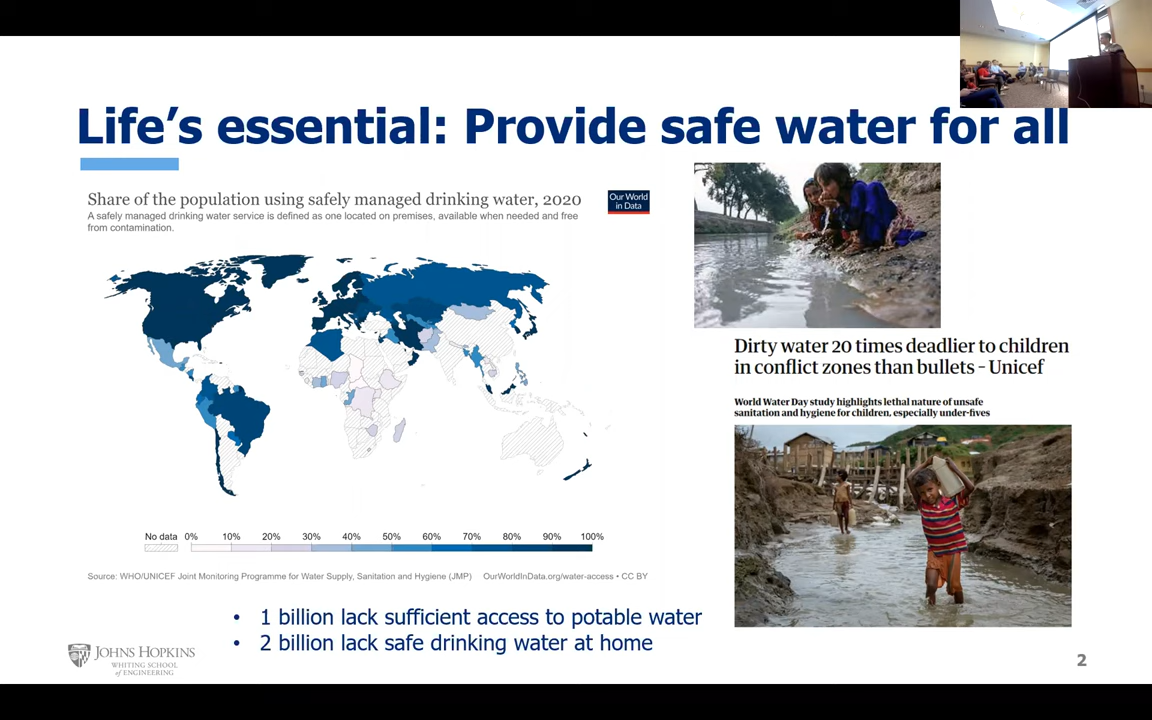 Life’s essential: Provide safe water for all
Share of the population using safely managed drinking water, 2020
A safely managed drinking water service is defined as one located on premises, available when needed and free
from contamination.
Our World
in Data
No data 0% 10% 20% 30% 40% 50% 60% 70% 80% 90% 100%
Source: WHO/UNICEF Joint Monitoring Programme for Water Supply, Sanitation and Hygiene (JMP) OurWorldInData.org/water-access • CC BY
Dirty water 20 times deadlier to children
in conflict zones than bullets – Unicef
World Water Day study highlights lethal nature of unsafe
sanitation and hygiene for children, especially under-fives
• 1 billion lack sufficient access to potable water
• 2 billion lack safe drinking water at home
JOHNS HOPKINS
WHITING SCHOOL
of ENGINEERING
2